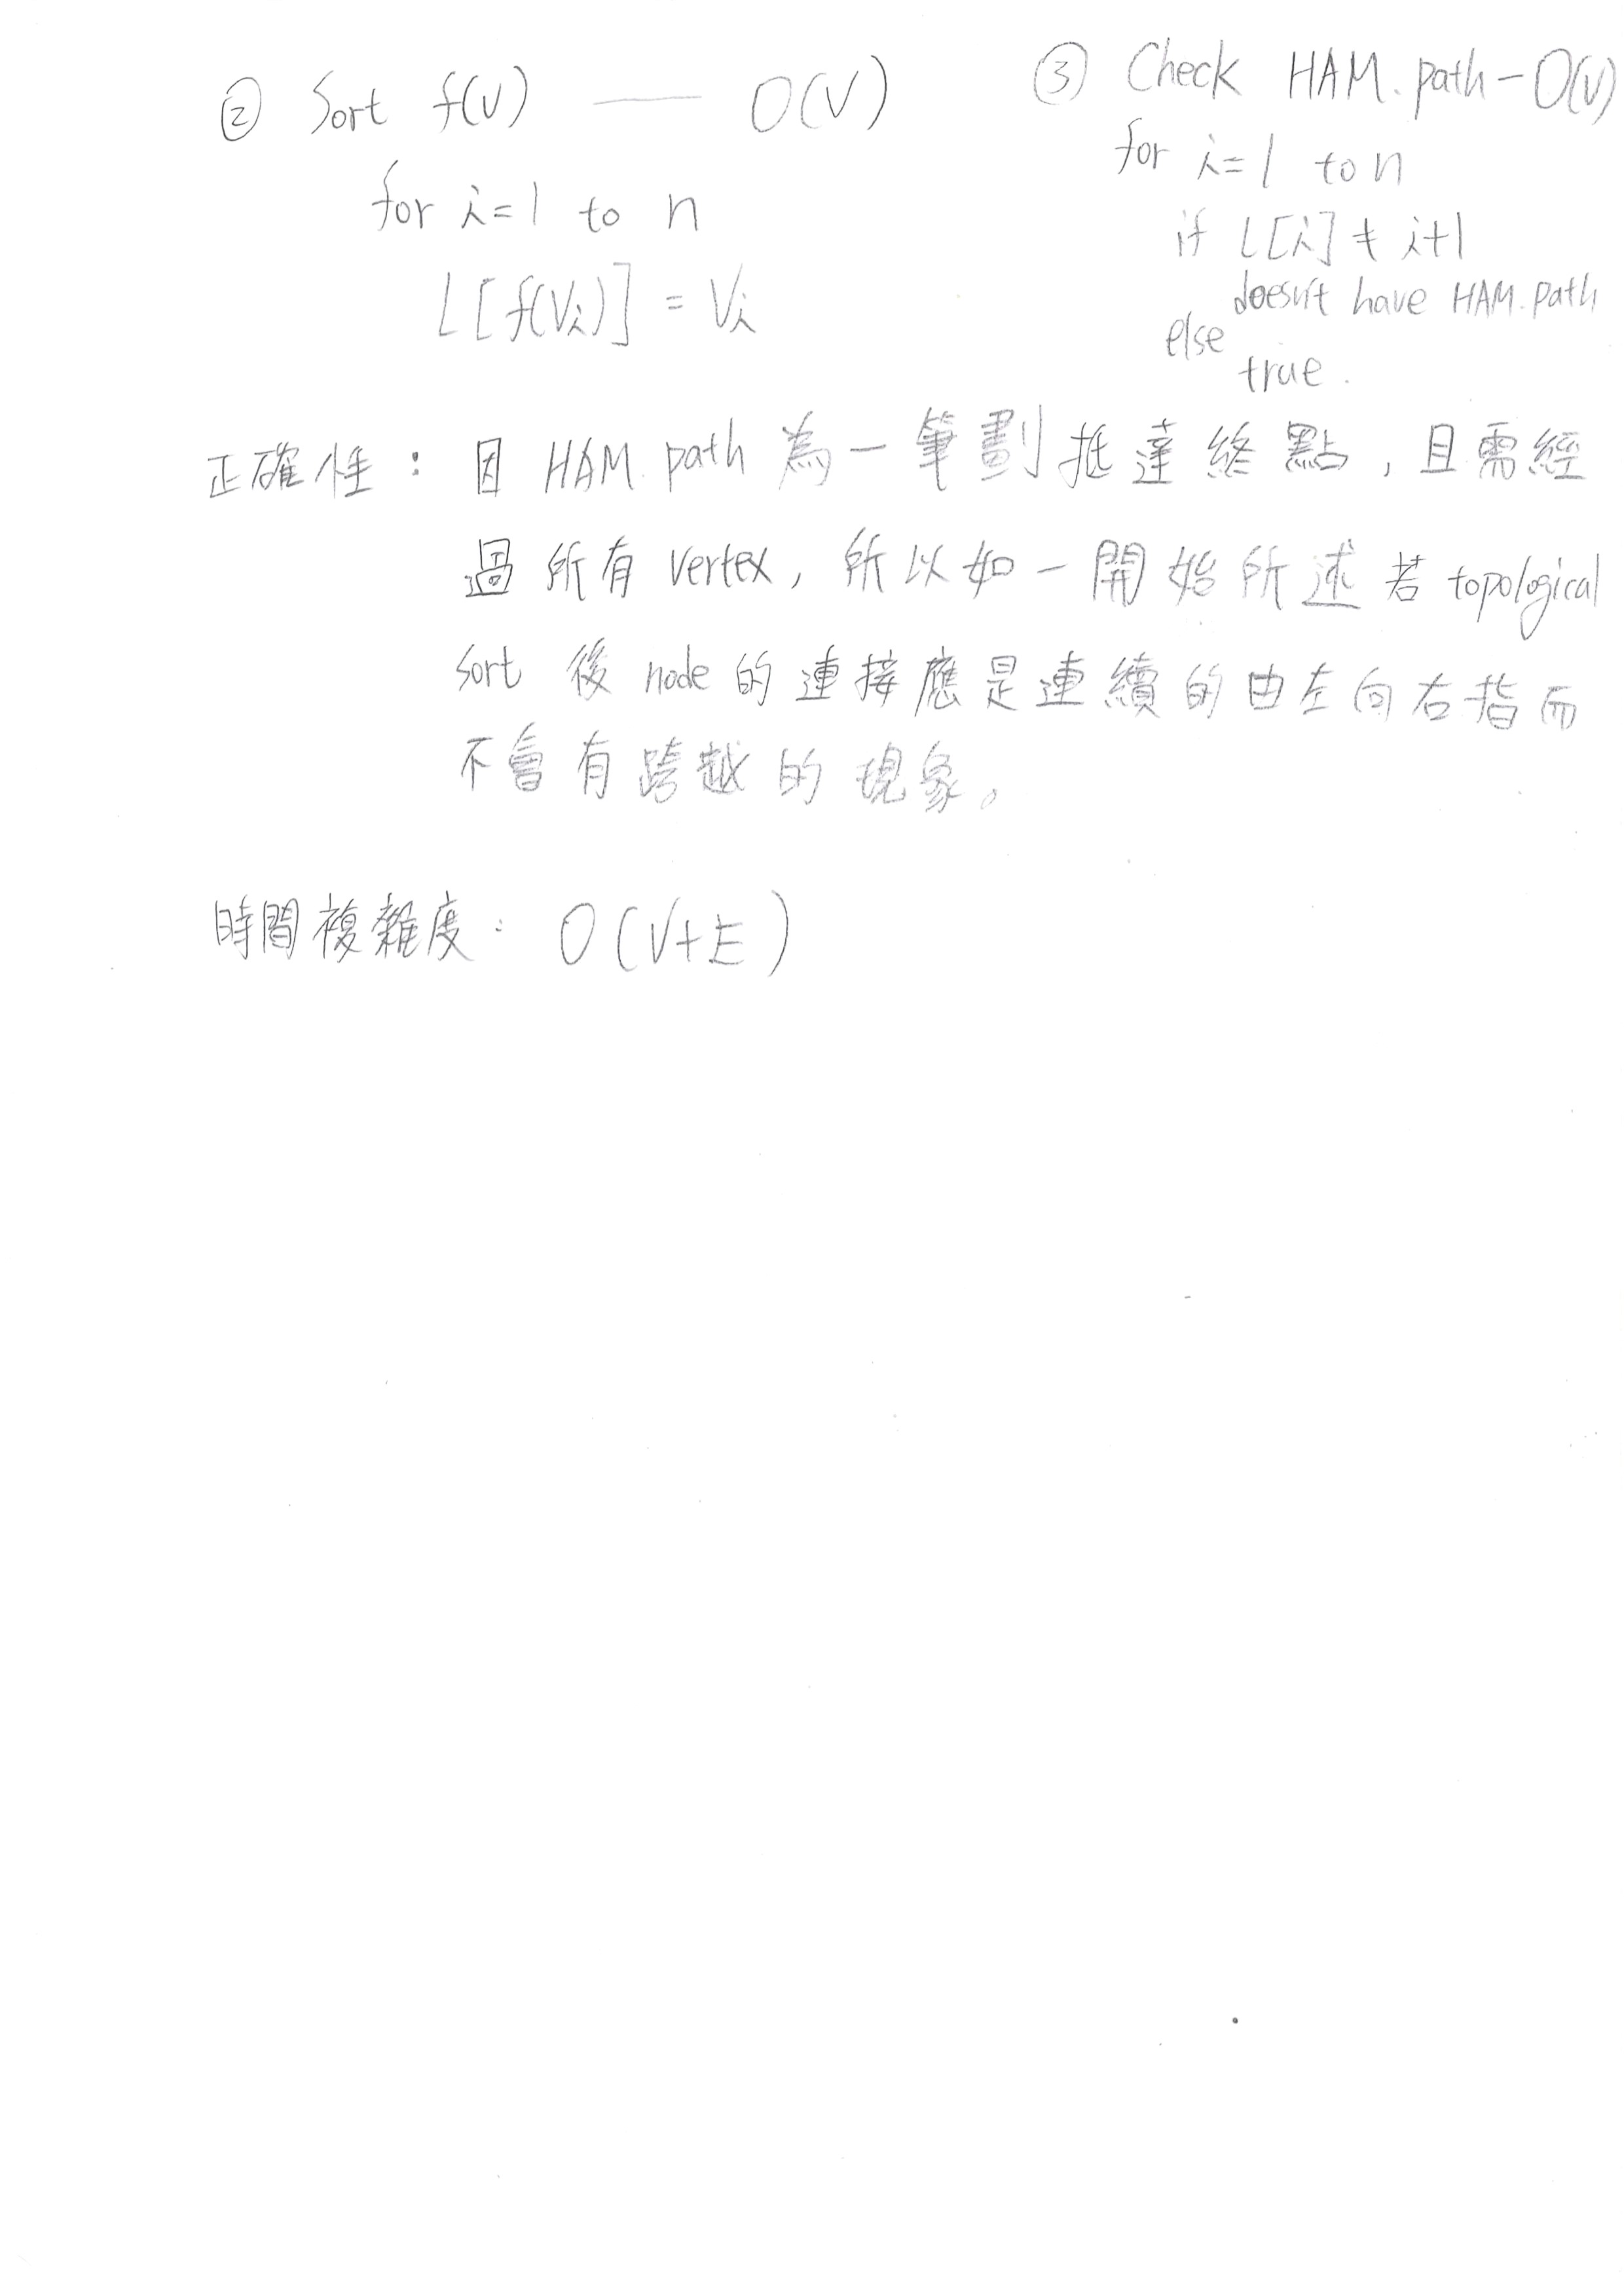 ② Sort f(v) — O(V)
for i=1 to n
L[f(Vi)] = Vi
③ Check HAM. path - O(V)
for i=1 to n
if L[i] ≠ i+1
doesn't have HAM. path
else
true.
正確性：因 HAM. path 為一筆劃抵達終點，且需經
過所有 vertex，所以如一開始所述若 topological
sort 後 node 的連接應是連續的由左向右指而
不會有跨越的現象。
時間複雜度：O(V+E)